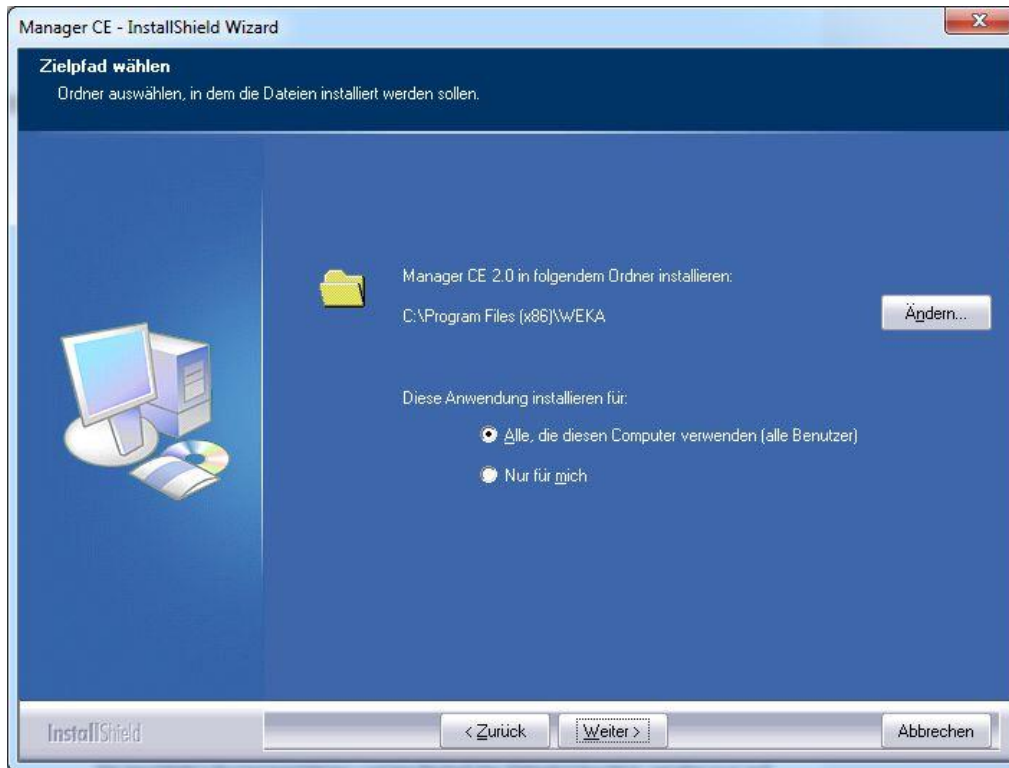 Manager CE - InstallShield Wizard
Zielpfad wählen
Ordner auswählen, in dem die Dateien installiert werden sollen.
Manager CE 2.0 in folgendem Ordner installieren:
C:\Program Files (x86)\WEKA
Ändern...
Diese Anwendung installieren für:
Alle, die diesen Computer verwenden (alle Benutzer)
Nur für mich
InstallShield
< Zurück
Weiter >
Abbrechen